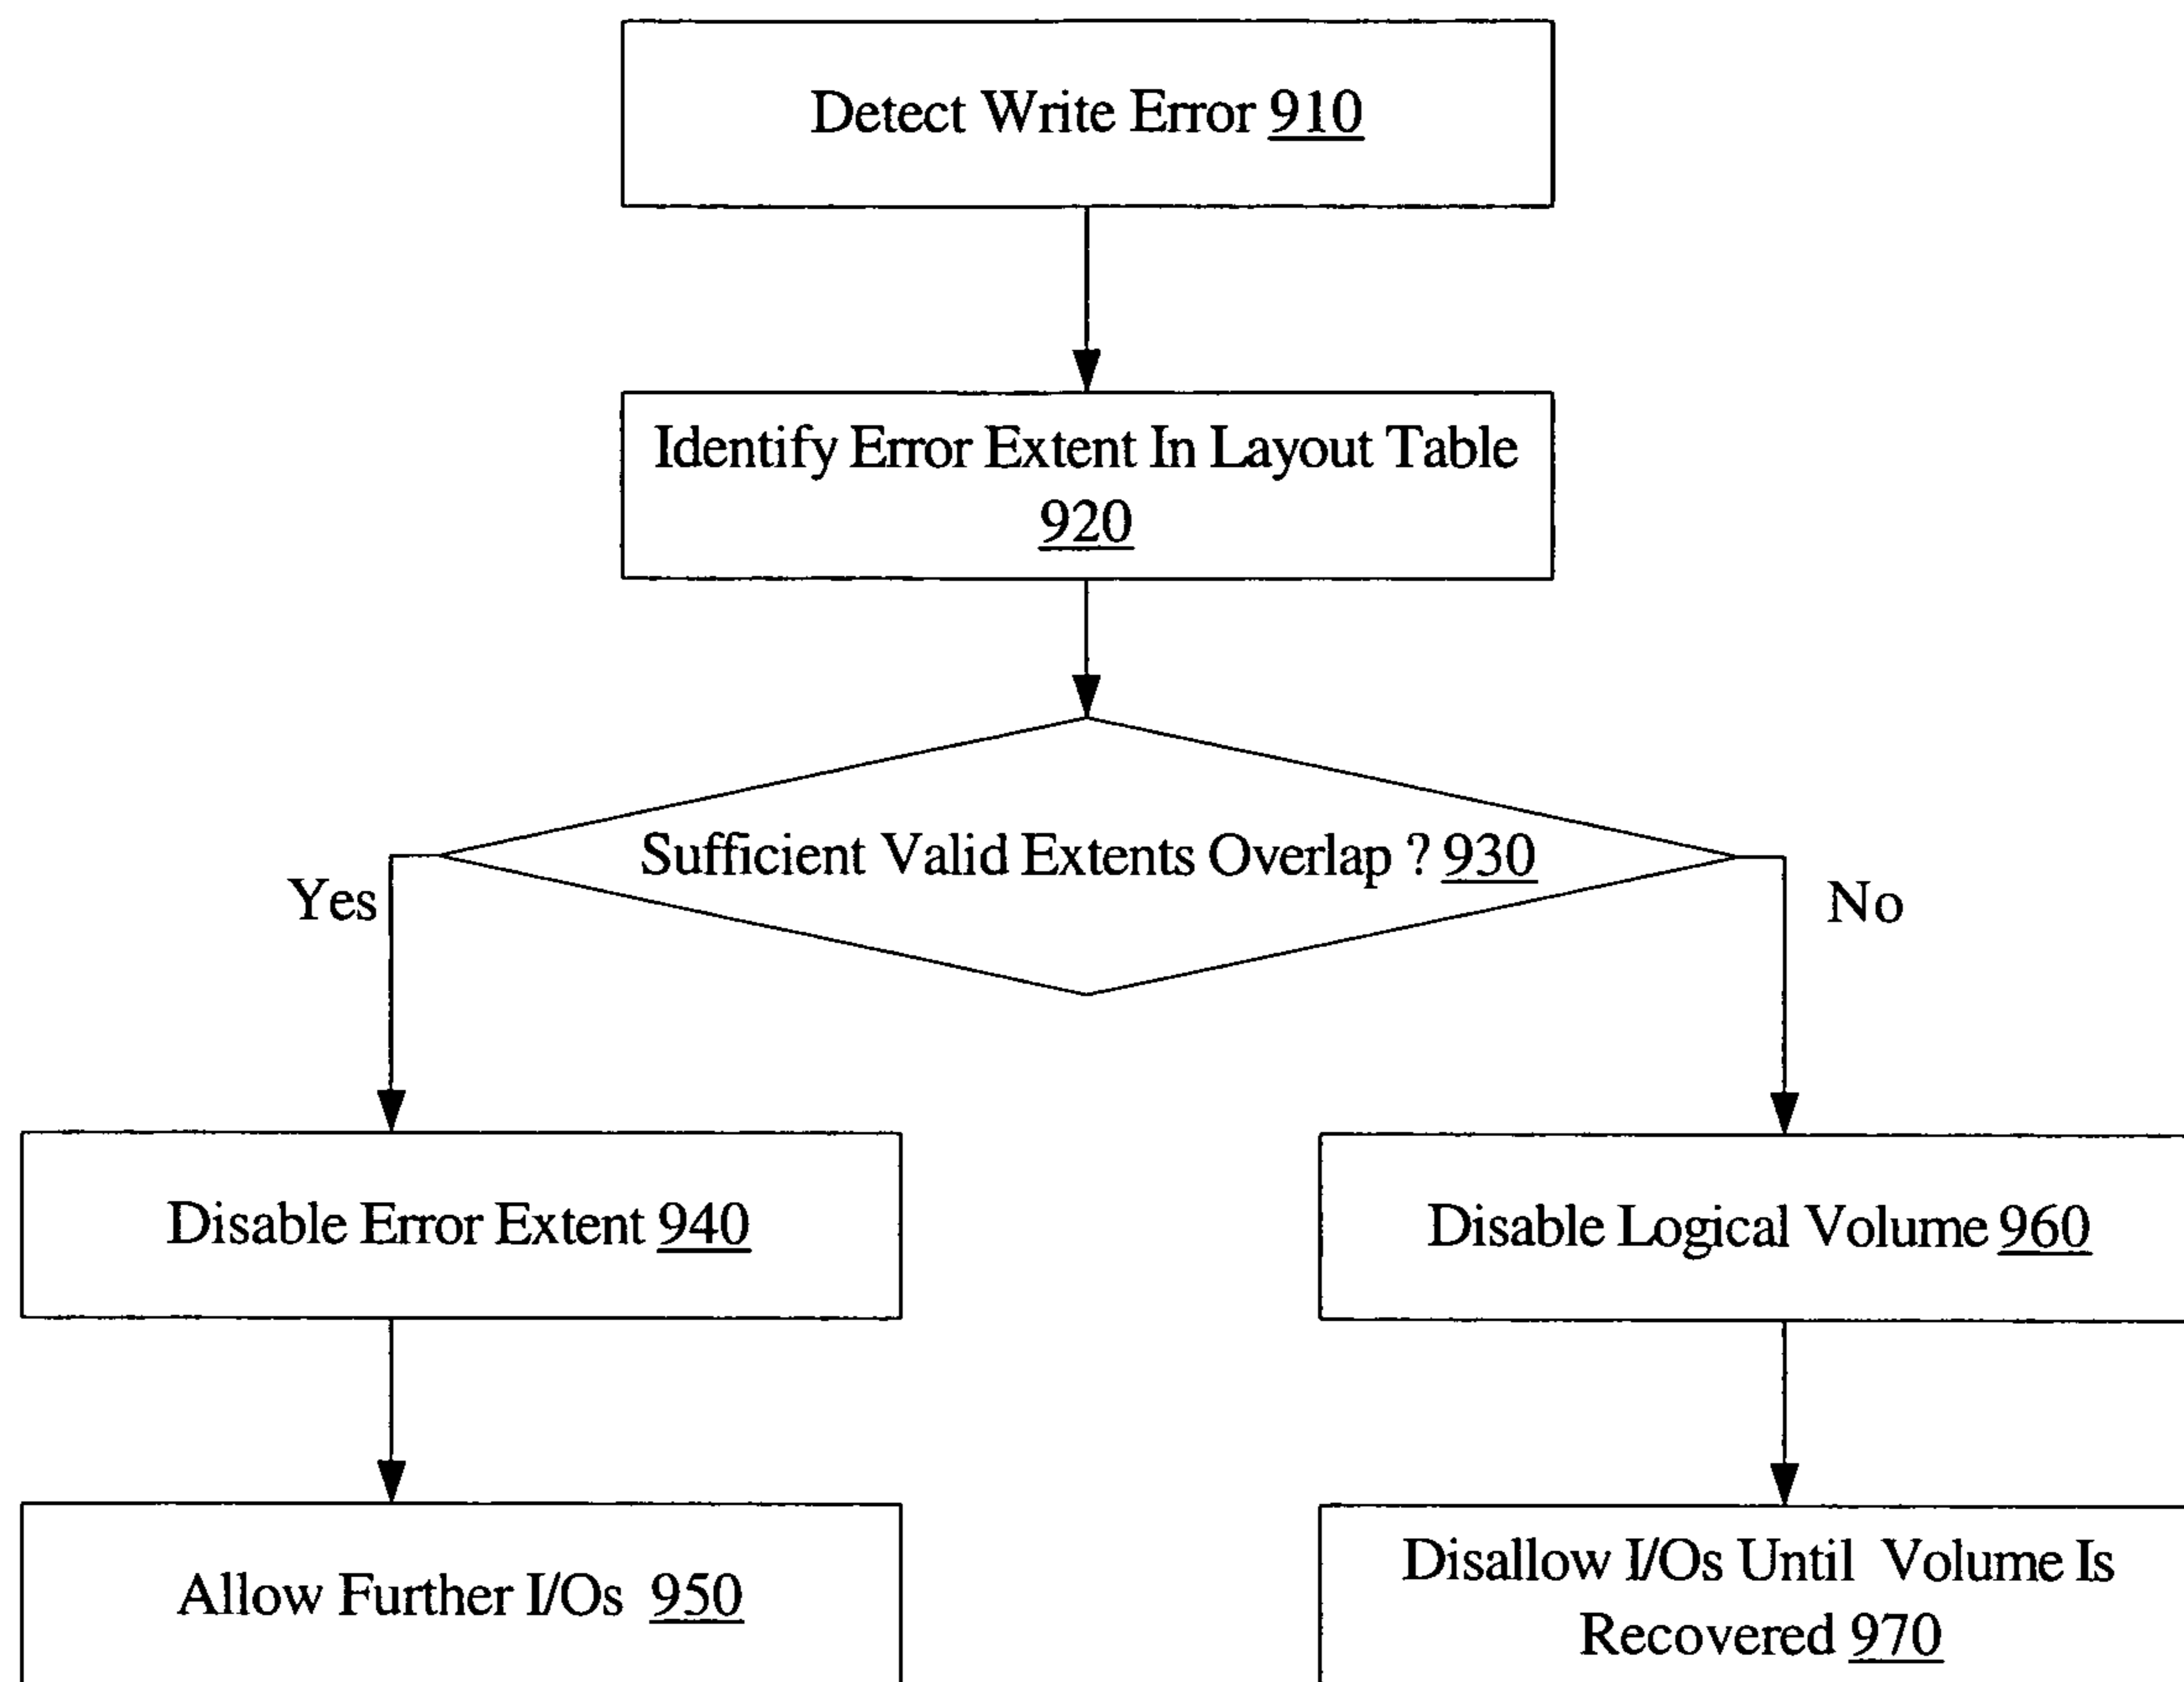 Detect Write Error 910
Identify Error Extent In Layout Table
920
Sufficient Valid Extents Overlap ? 930
Yes
No
Disable Error Extent 940
Disable Logical Volume 960
Allow Further I/Os 950
Disallow I/Os Until Volume Is
Recovered 970